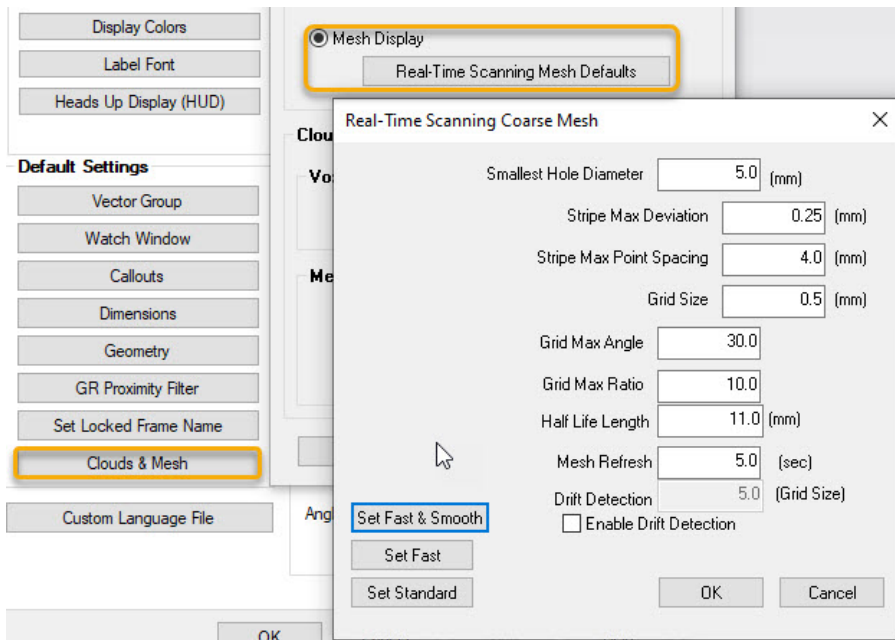 Display Colors
Label Font
Heads Up Display (HUD)
Default Settings
Vector Group
Watch Window
Callouts
Dimensions
Geometry
GR Proximity Filter
Set Locked Frame Name
Clouds & Mesh
Custom Language File
OK
Mesh Display
Real-Time Scanning Mesh Defaults
Clou
Vo
Me
Angl
Real-Time Scanning Coarse Mesh
Smallest Hole Diameter 5.0 (mm)
Stripe Max Deviation 0.25 (mm)
Stripe Max Point Spacing 4.0 (mm)
Grid Size 0.5 (mm)
Grid Max Angle 30.0
Grid Max Ratio 10.0
Half Life Length 11.0 (mm)
Mesh Refresh 5.0 (sec)
Drift Detection 5.0 (Grid Size)
Enable Drift Detection
Set Fast & Smooth
Set Fast
Set Standard
OK Cancel